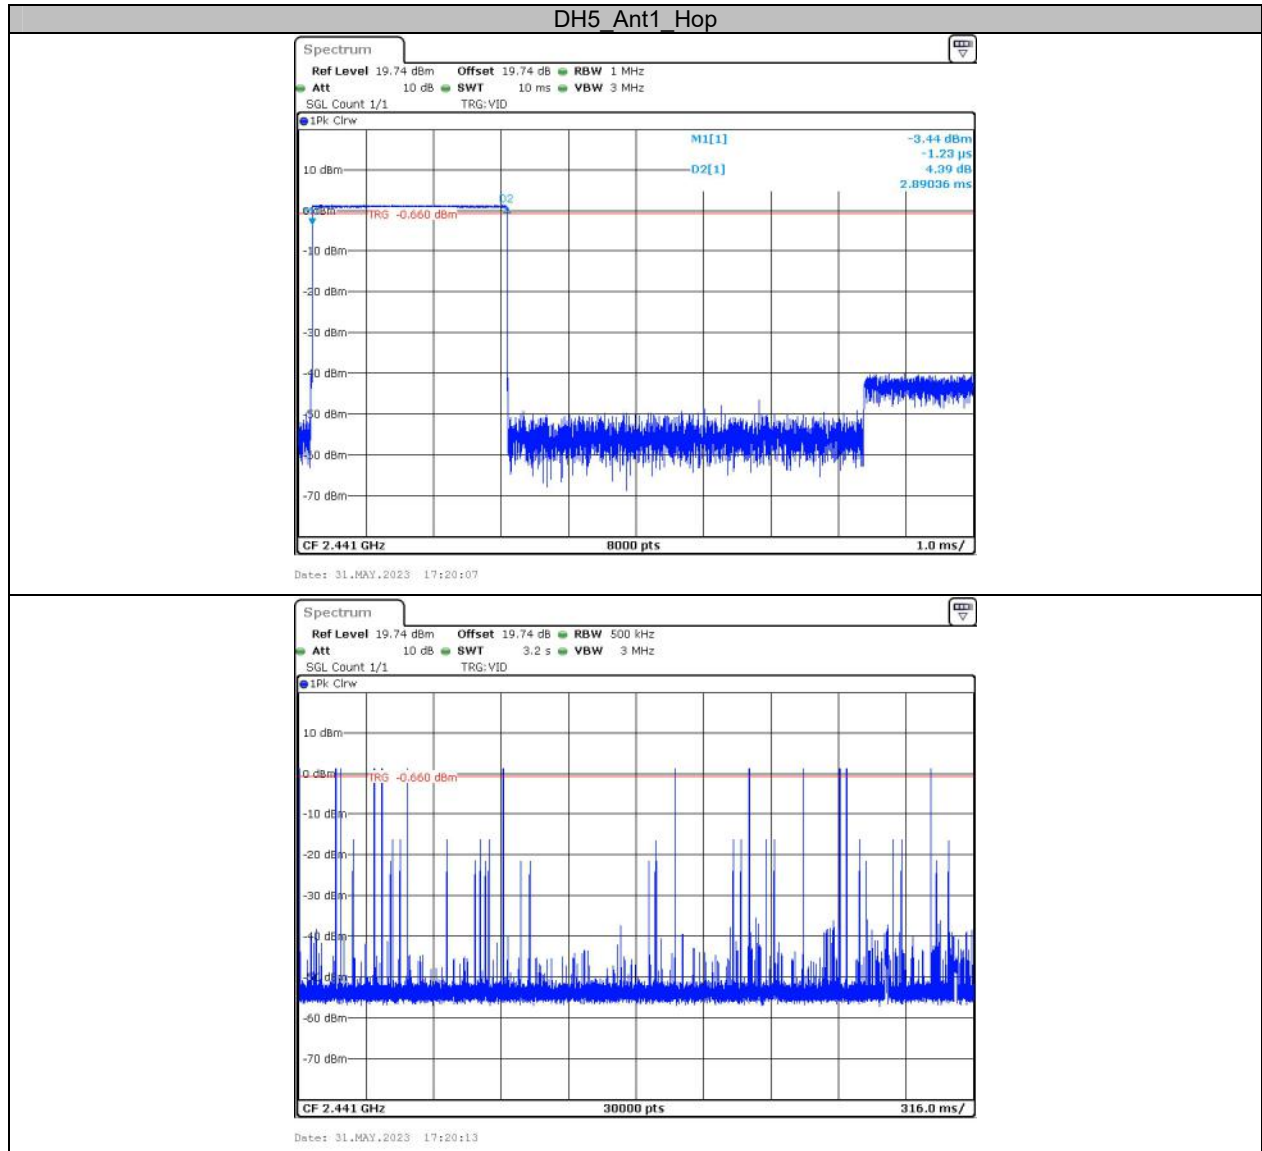 DH5_Ant1_Hop
Spectrum
Ref Level 19.74 dBm Offset 19.74 dB RBW 1 MHz
Att 10 dB SWT 10 ms VBW 3 MHz
SGL Count 1/1 TRG:VID
1Pk Clrw
M1[1] -3.44 dBm
-1.23 µs
10 dBm D2[1] 4.39 dB
2.89036 ms
D2
TRG -0.660 dBm
-10 dBm
-20 dBm
-30 dBm
-40 dBm
-50 dBm
-60 dBm
-70 dBm
CF 2.441 GHz 8000 pts 1.0 ms/
Date: 31.MAY.2023 17:20:07
Spectrum
Ref Level 19.74 dBm Offset 19.74 dB RBW 500 kHz
Att 10 dB SWT 3.2 s VBW 3 MHz
SGL Count 1/1 TRG:VID
1Pk Clrw
10 dBm
0 dBm
TRG -0.660 dBm
-10 dBm
-20 dBm
-30 dBm
-40 dBm
-50 dBm
-60 dBm
-70 dBm
CF 2.441 GHz 30000 pts 316.0 ms/
Date: 31.MAY.2023 17:20:13